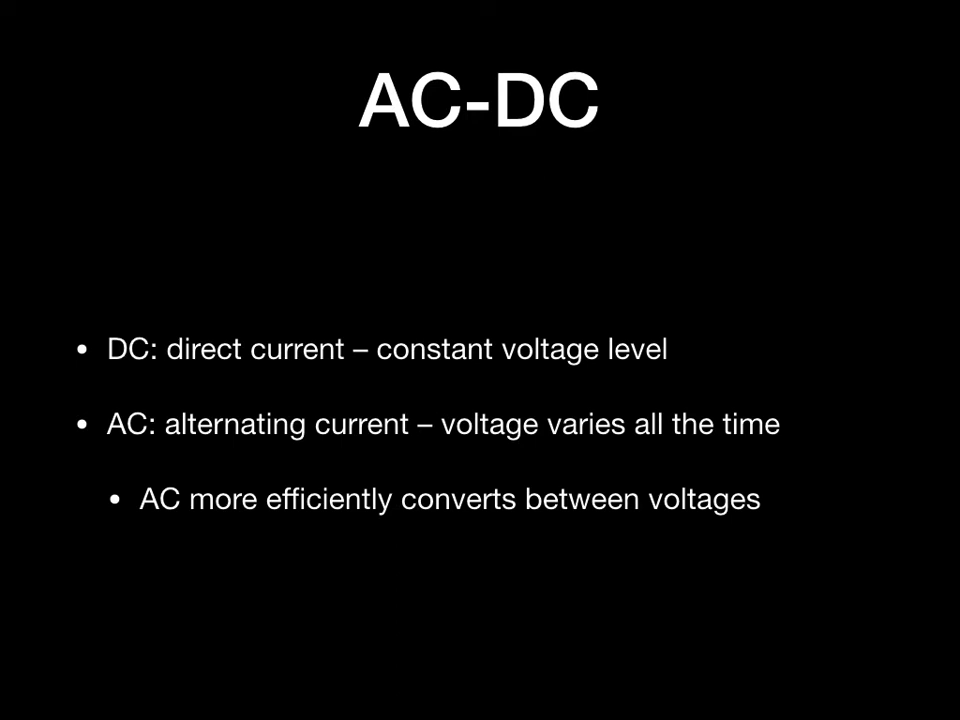 AC-DC
• DC: direct current – constant voltage level
• AC: alternating current – voltage varies all the time
• AC more efficiently converts between voltages